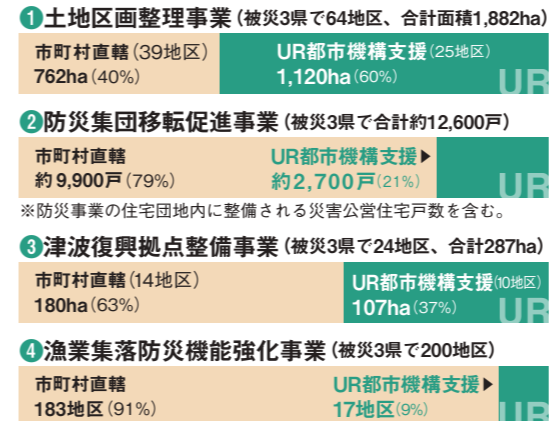 ❶土地区画整理事業(被災3県で64地区、合計面積1,882ha)
市町村直轄(39地区) UR都市機構支援(25地区)
762ha(40%) 1,120ha(60%) UR
❷防災集団移転促進事業(被災3県で合計約12,600戸)
市町村直轄 UR都市機構支援▶
約9,900戸(79%) 約2,700戸(21%) UR
※防災事業の住宅団地内に整備される災害公営住宅戸数を含む。
❸津波復興拠点整備事業(被災3県で24地区、合計287ha)
市町村直轄(14地区) UR都市機構支援(10地区)
180ha(63%) 107ha(37%) UR
❹漁業集落防災機能強化事業(被災3県で200地区)
市町村直轄 UR都市機構支援▶
183地区(91%) 17地区(9%) UR